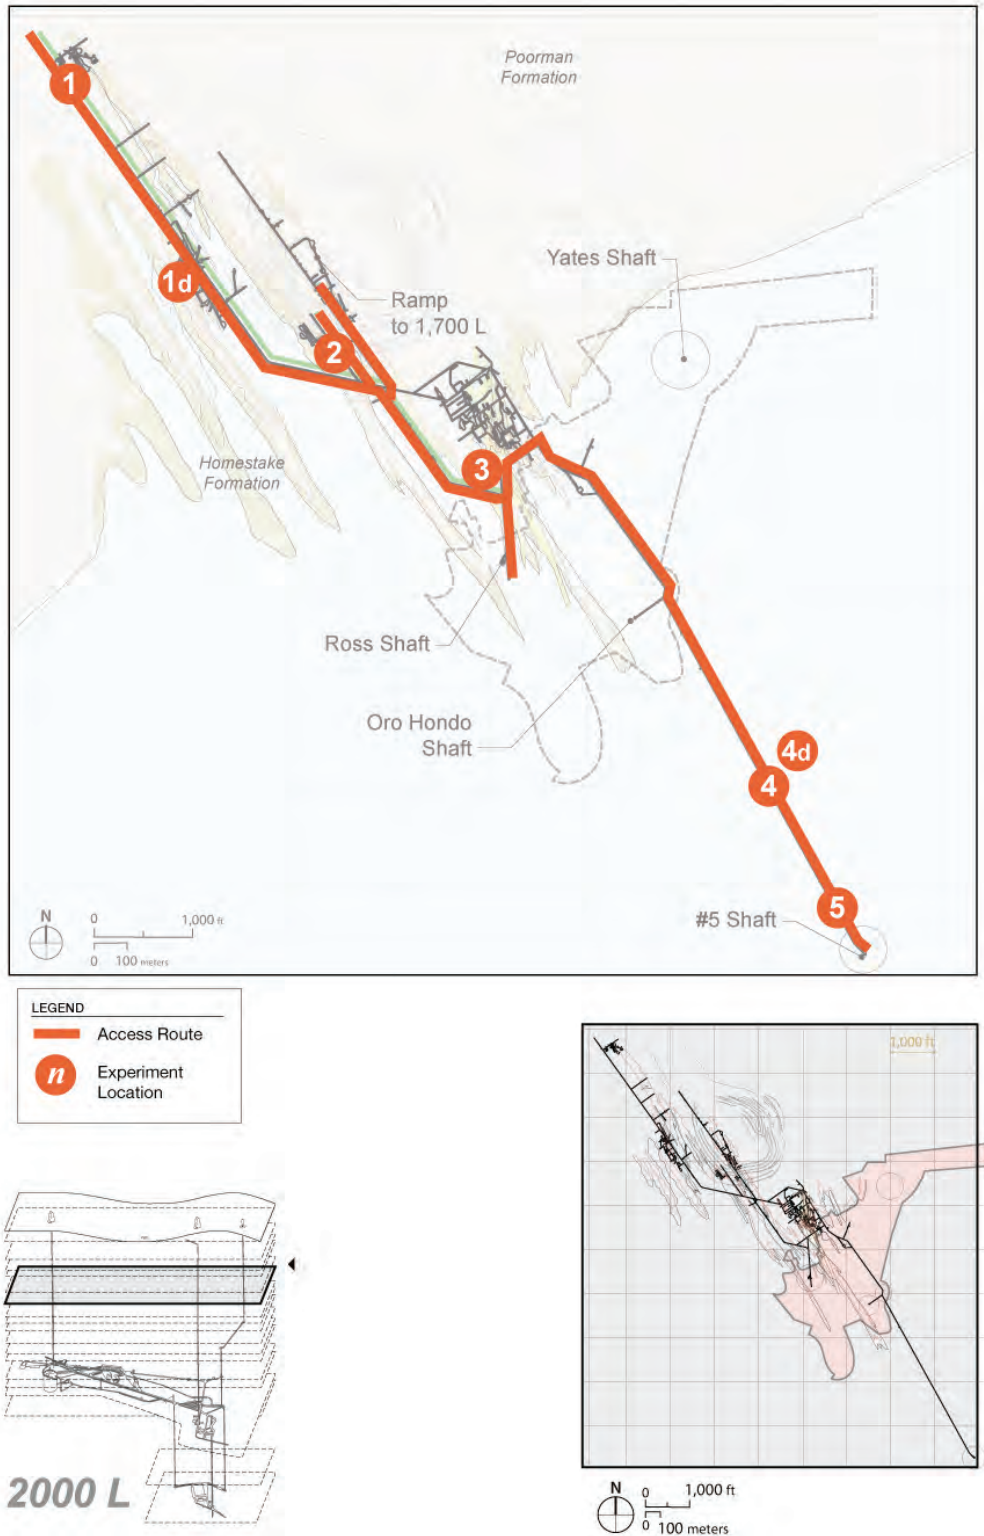 Poorman
Formation
1
Yates Shaft
1d
Ramp
to 1,700 L
2
Homestake
Formation
3
Ross Shaft
Oro Hondo
Shaft
4d
4
5
#5 Shaft
N
0 1,000 ft
0 100 meters
LEGEND
Access Route
n
Experiment
Location
1,000 ft
2000 L
N
0 1,000 ft
0 100 meters